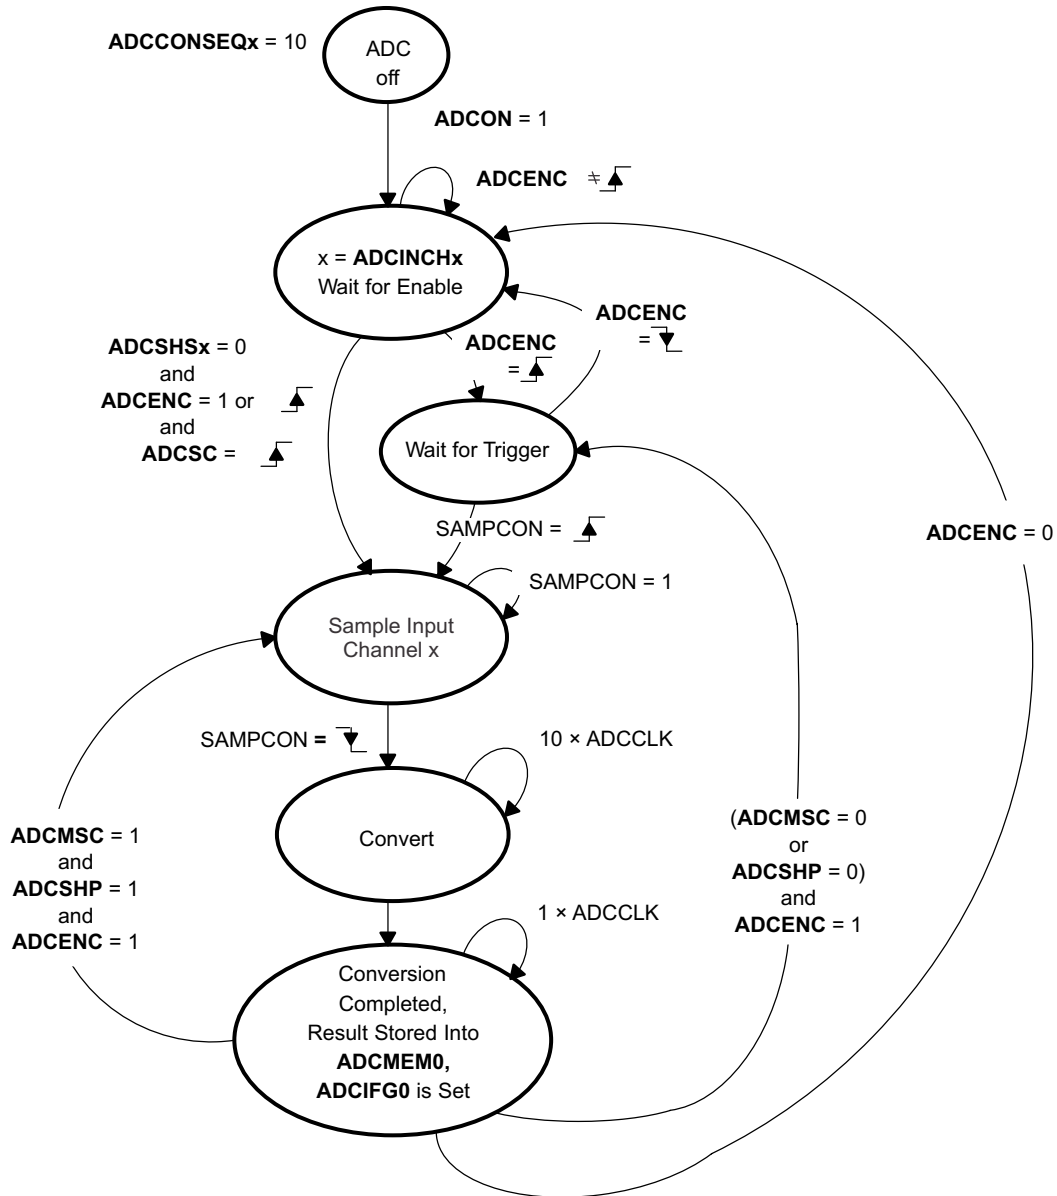 ADCCONSEQx = 10
ADC
off
ADCON = 1
ADCENC ≠
x = ADCINCHx
Wait for Enable
ADCENC
=
ADCENC
=
ADCSHSx = 0
and
ADCENC = 1 or
and
ADCSC =
Wait for Trigger
SAMPCON =
ADCENC = 0
SAMPCON = 1
Sample Input
Channel x
SAMPCON =
10 × ADCCLK
Convert
(ADCMSC = 0
or
ADCSHP = 0)
and
ADCENC = 1
ADCMSC = 1
and
ADCSHP = 1
and
ADCENC = 1
1 × ADCCLK
Conversion
Completed,
Result Stored Into
ADCMEM0,
ADCIFG0 is Set